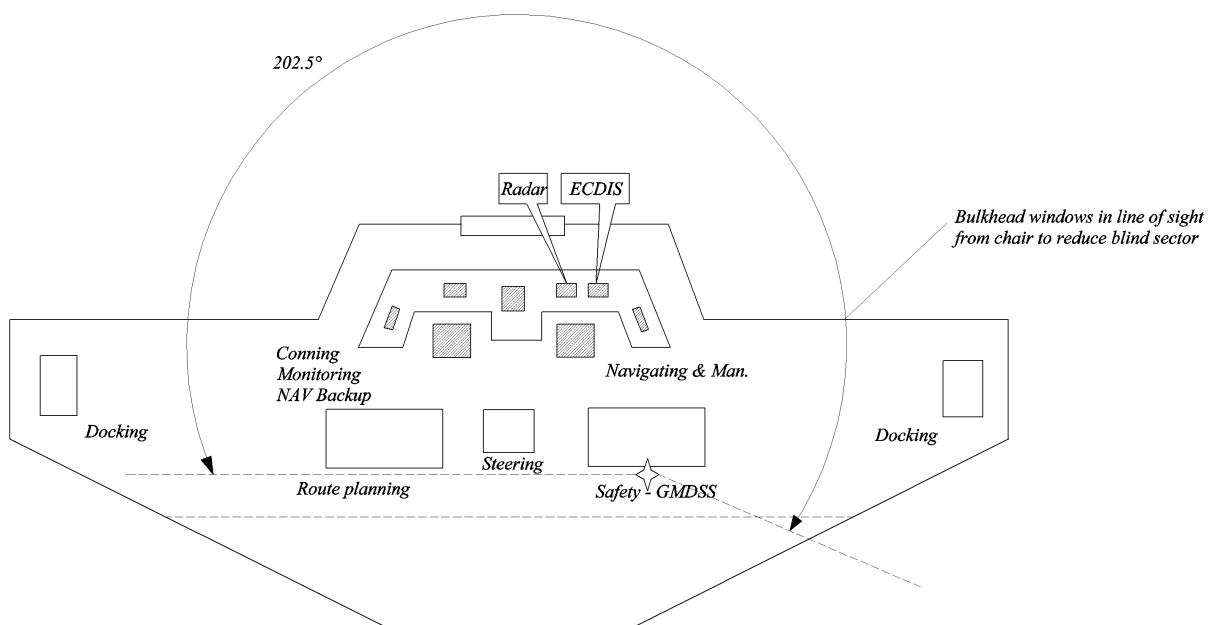 202.5°
Radar
ECDIS
Bulkhead windows in line of sight
from chair to reduce blind sector
Conning
Monitoring
NAV Backup
Navigating & Man.
Docking
Docking
Steering
Route planning
Safety - GMDSS